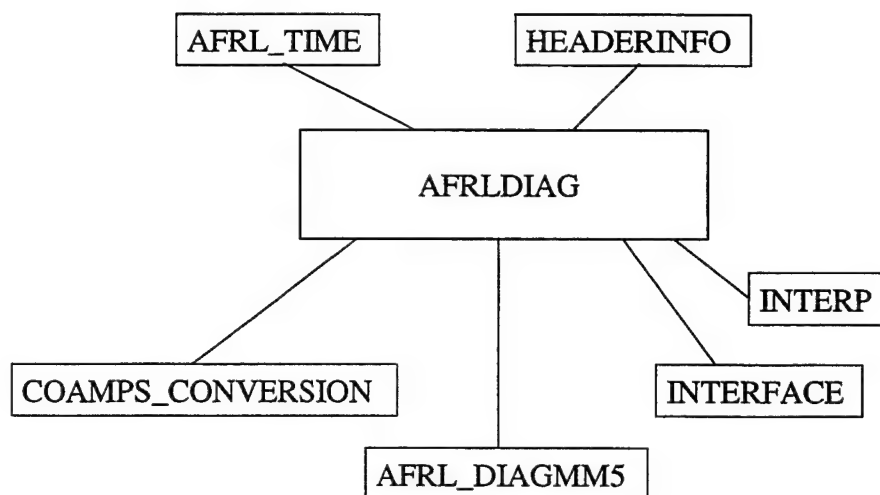 AFRL_TIME
HEADERINFO
AFRLDIAG
INTERP
COAMPS_CONVERSION
INTERFACE
AFRL_DIAGMM5